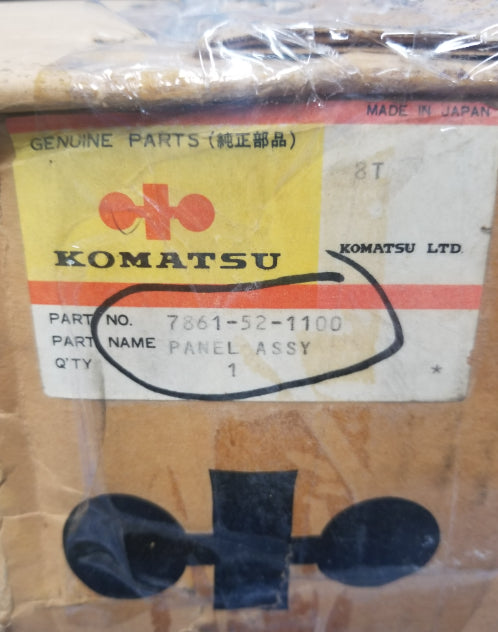 MADE IN JAPAN
GENUINE PARTS (純正部品)
8T
KOMATSU
KOMATSU LTD.
PART NO. 7861-52-1100
PART NAME PANEL ASSY
Q'TY 1 *